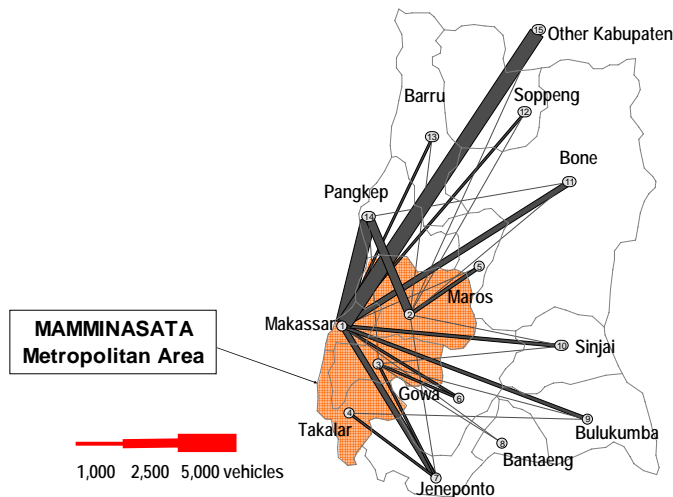 15 Other Kabupaten
Barru
Soppeng
12
13
Bone
11
Pangkep
14
5
Maros
2
MAMMINASATA
Metropolitan Area
Makassar 1
10 Sinjai
3
Gowa
6
4
Takalar
9
Bulukumba
8
Bantaeng
7
Jeneponto
1,000 2,500 5,000 vehicles